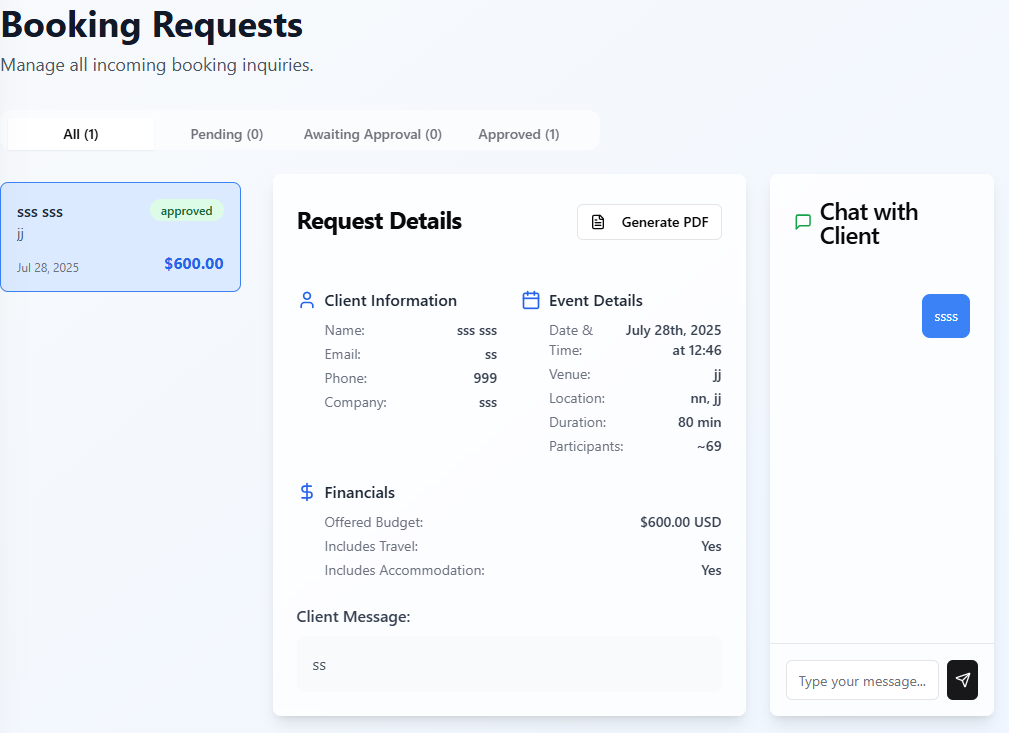 Booking Requests
Manage all incoming booking inquiries.
All (1)
Pending (0)
Awaiting Approval (0)
Approved (1)
sss sss
approved
jj
Jul 28, 2025
$600.00
Request Details
Generate PDF
Client Information
Name: sss sss
Email: ss
Phone: 999
Company: sss
Event Details
Date & July 28th, 2025
Time: at 12:46
Venue: jj
Location: nn, jj
Duration: 80 min
Participants: ~69
Financials
Offered Budget: $600.00 USD
Includes Travel: Yes
Includes Accommodation: Yes
Client Message:
ss
Chat with
Client
ssss
Type your message...